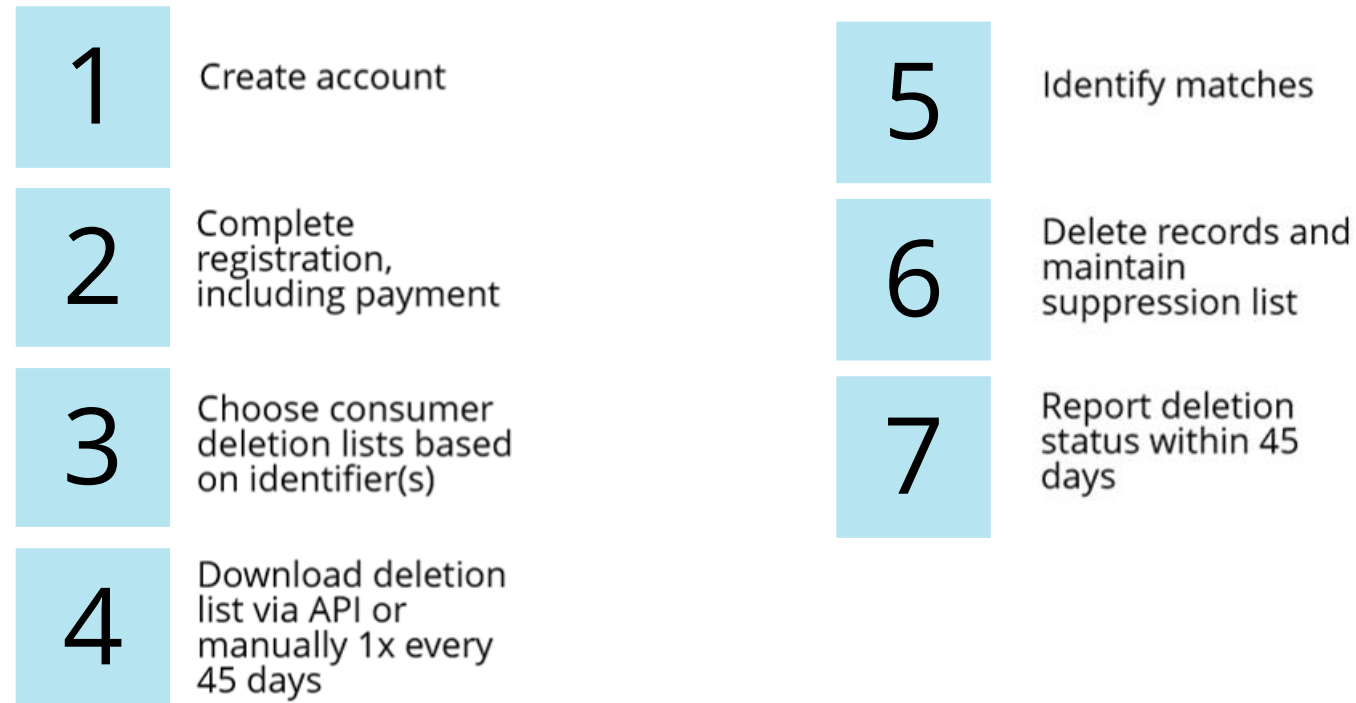 1
Create account
2
Complete
registration,
including payment
3
Choose consumer
deletion lists based
on identifier(s)
4
Download deletion
list via API or
manually 1x every
45 days
5
Identify matches
6
Delete records and
maintain
suppression list
7
Report deletion
status within 45
days